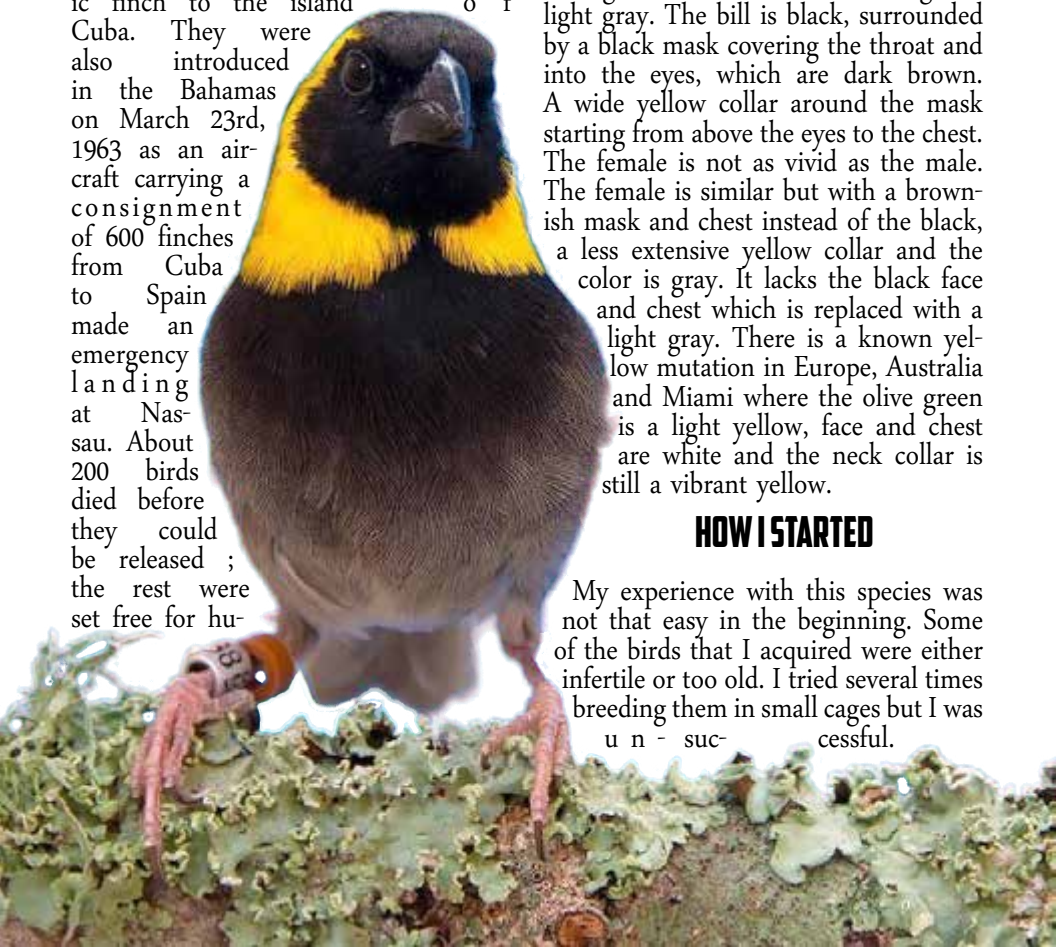 ic finch to the island of
Cuba. They were
also introduced
in the Bahamas
on March 23rd,
1963 as an air-
craft carrying a
consignment
of 600 finches
from Cuba
to Spain
made an
emergency
landing
at Nas-
sau. About
200 birds
died before
they could
be released ;
the rest were
set free for hu-
light gray. The bill is black, surrounded
by a black mask covering the throat and
into the eyes, which are dark brown.
A wide yellow collar around the mask
starting from above the eyes to the chest.
The female is not as vivid as the male.
The female is similar but with a brown-
ish mask and chest instead of the black,
a less extensive yellow collar and the
color is gray. It lacks the black face
and chest which is replaced with a
light gray. There is a known yel-
low mutation in Europe, Australia
and Miami where the olive green
is a light yellow, face and chest
are white and the neck collar is
still a vibrant yellow.
HOW I STARTED
My experience with this species was
not that easy in the beginning. Some
of the birds that I acquired were either
infertile or too old. I tried several times
breeding them in small cages but I was
un- suc- cessful.